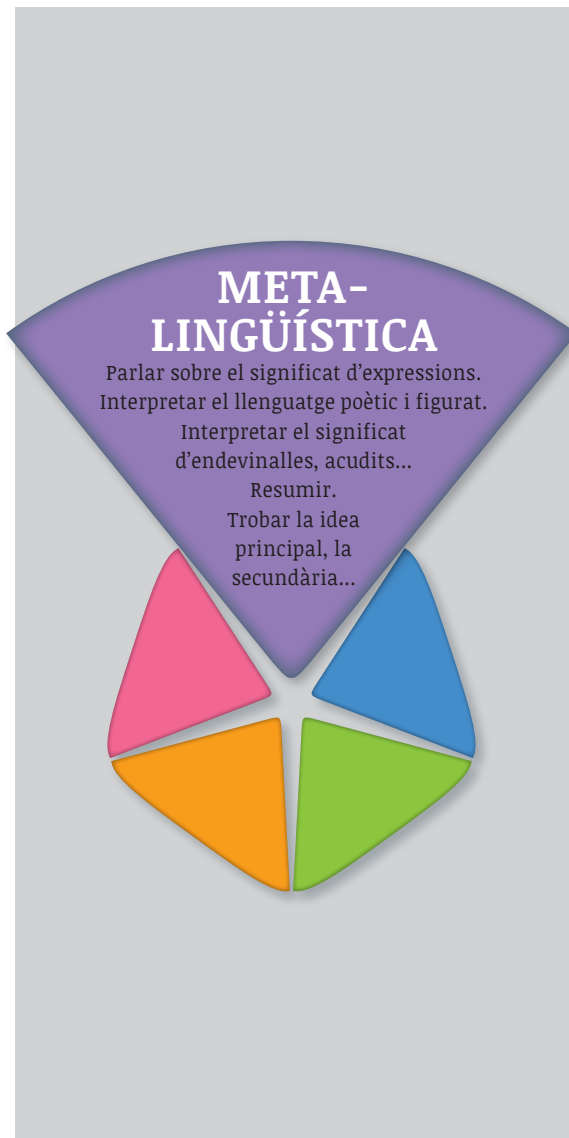 META-
LINGÜÍSTICA
Parlar sobre el significat d’expressions.
Interpretar el llenguatge poètic i figurat.
Interpretar el significat
d’endevinalles, acudits...
Resumir.
Trobar la idea
principal, la
secundària...